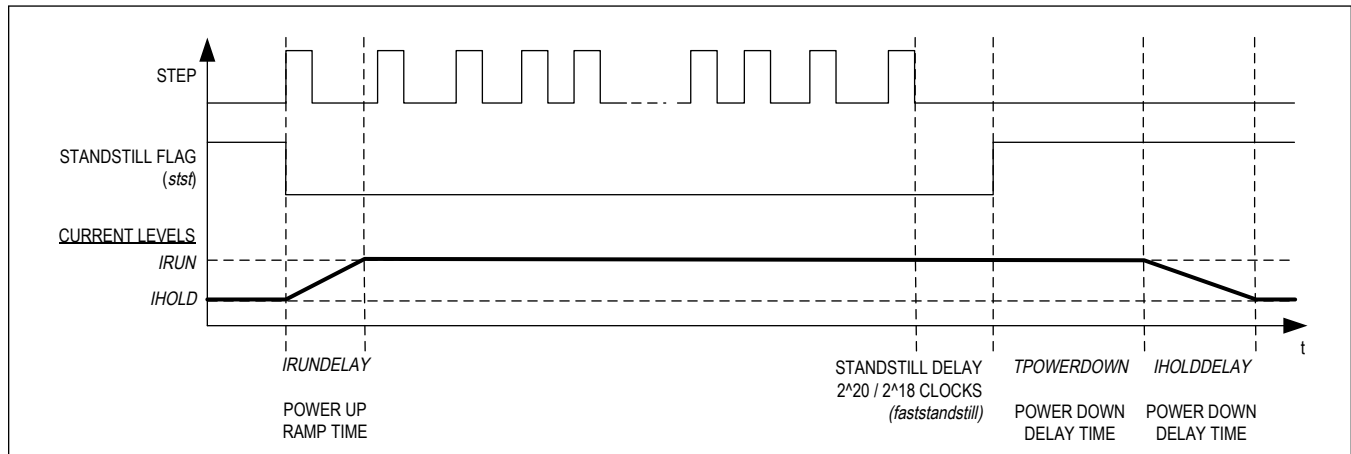 STEP
STANDSTILL FLAG
(stst)
CURRENT LEVELS
IRUN
IHOLD
t
IRUNDELAY
POWER UP
RAMP TIME
STANDSTILL DELAY
2^20 / 2^18 CLOCKS
(faststandstill)
TPOWERDOWN
POWER DOWN
DELAY TIME
IHOLDDELAY
POWER DOWN
DELAY TIME